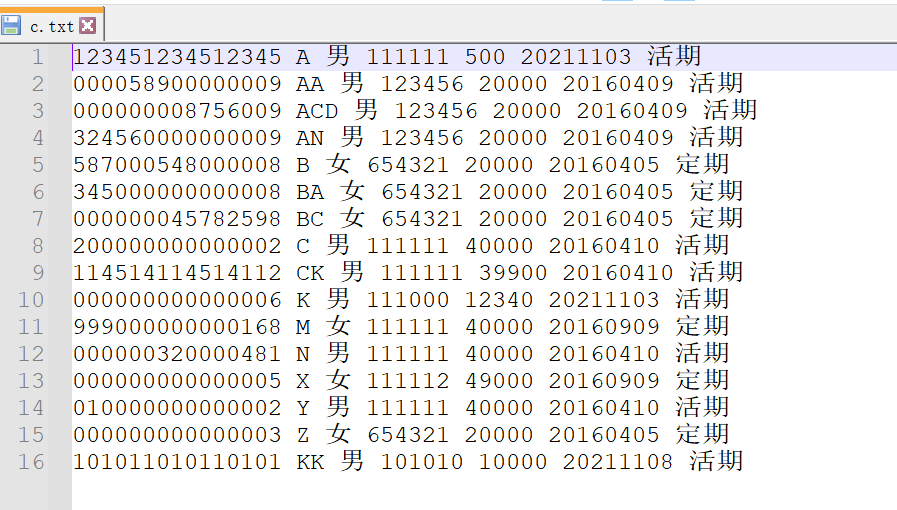 c.txt
1 123451234512345 A 男 111111 500 20211103 活期
2 000058900000009 AA 男 123456 20000 20160409 活期
3 000000008756009 ACD 男 123456 20000 20160409 活期
4 324560000000009 AN 男 123456 20000 20160409 活期
5 587000548000008 B 女 654321 20000 20160405 定期
6 345000000000008 BA 女 654321 20000 20160405 定期
7 000000045782598 BC 女 654321 20000 20160405 定期
8 200000000000002 C 男 111111 40000 20160410 活期
9 114514114514112 CK 男 111111 39900 20160410 活期
10 000000000000006 K 男 111000 12340 20211103 活期
11 999000000000168 M 女 111111 40000 20160909 定期
12 000000320000481 N 男 111111 40000 20160410 活期
13 000000000000005 X 女 111112 49000 20160909 定期
14 010000000000002 Y 男 111111 40000 20160410 活期
15 000000000000003 Z 女 654321 20000 20160405 定期
16 101011010110101 KK 男 101010 10000 20211108 活期